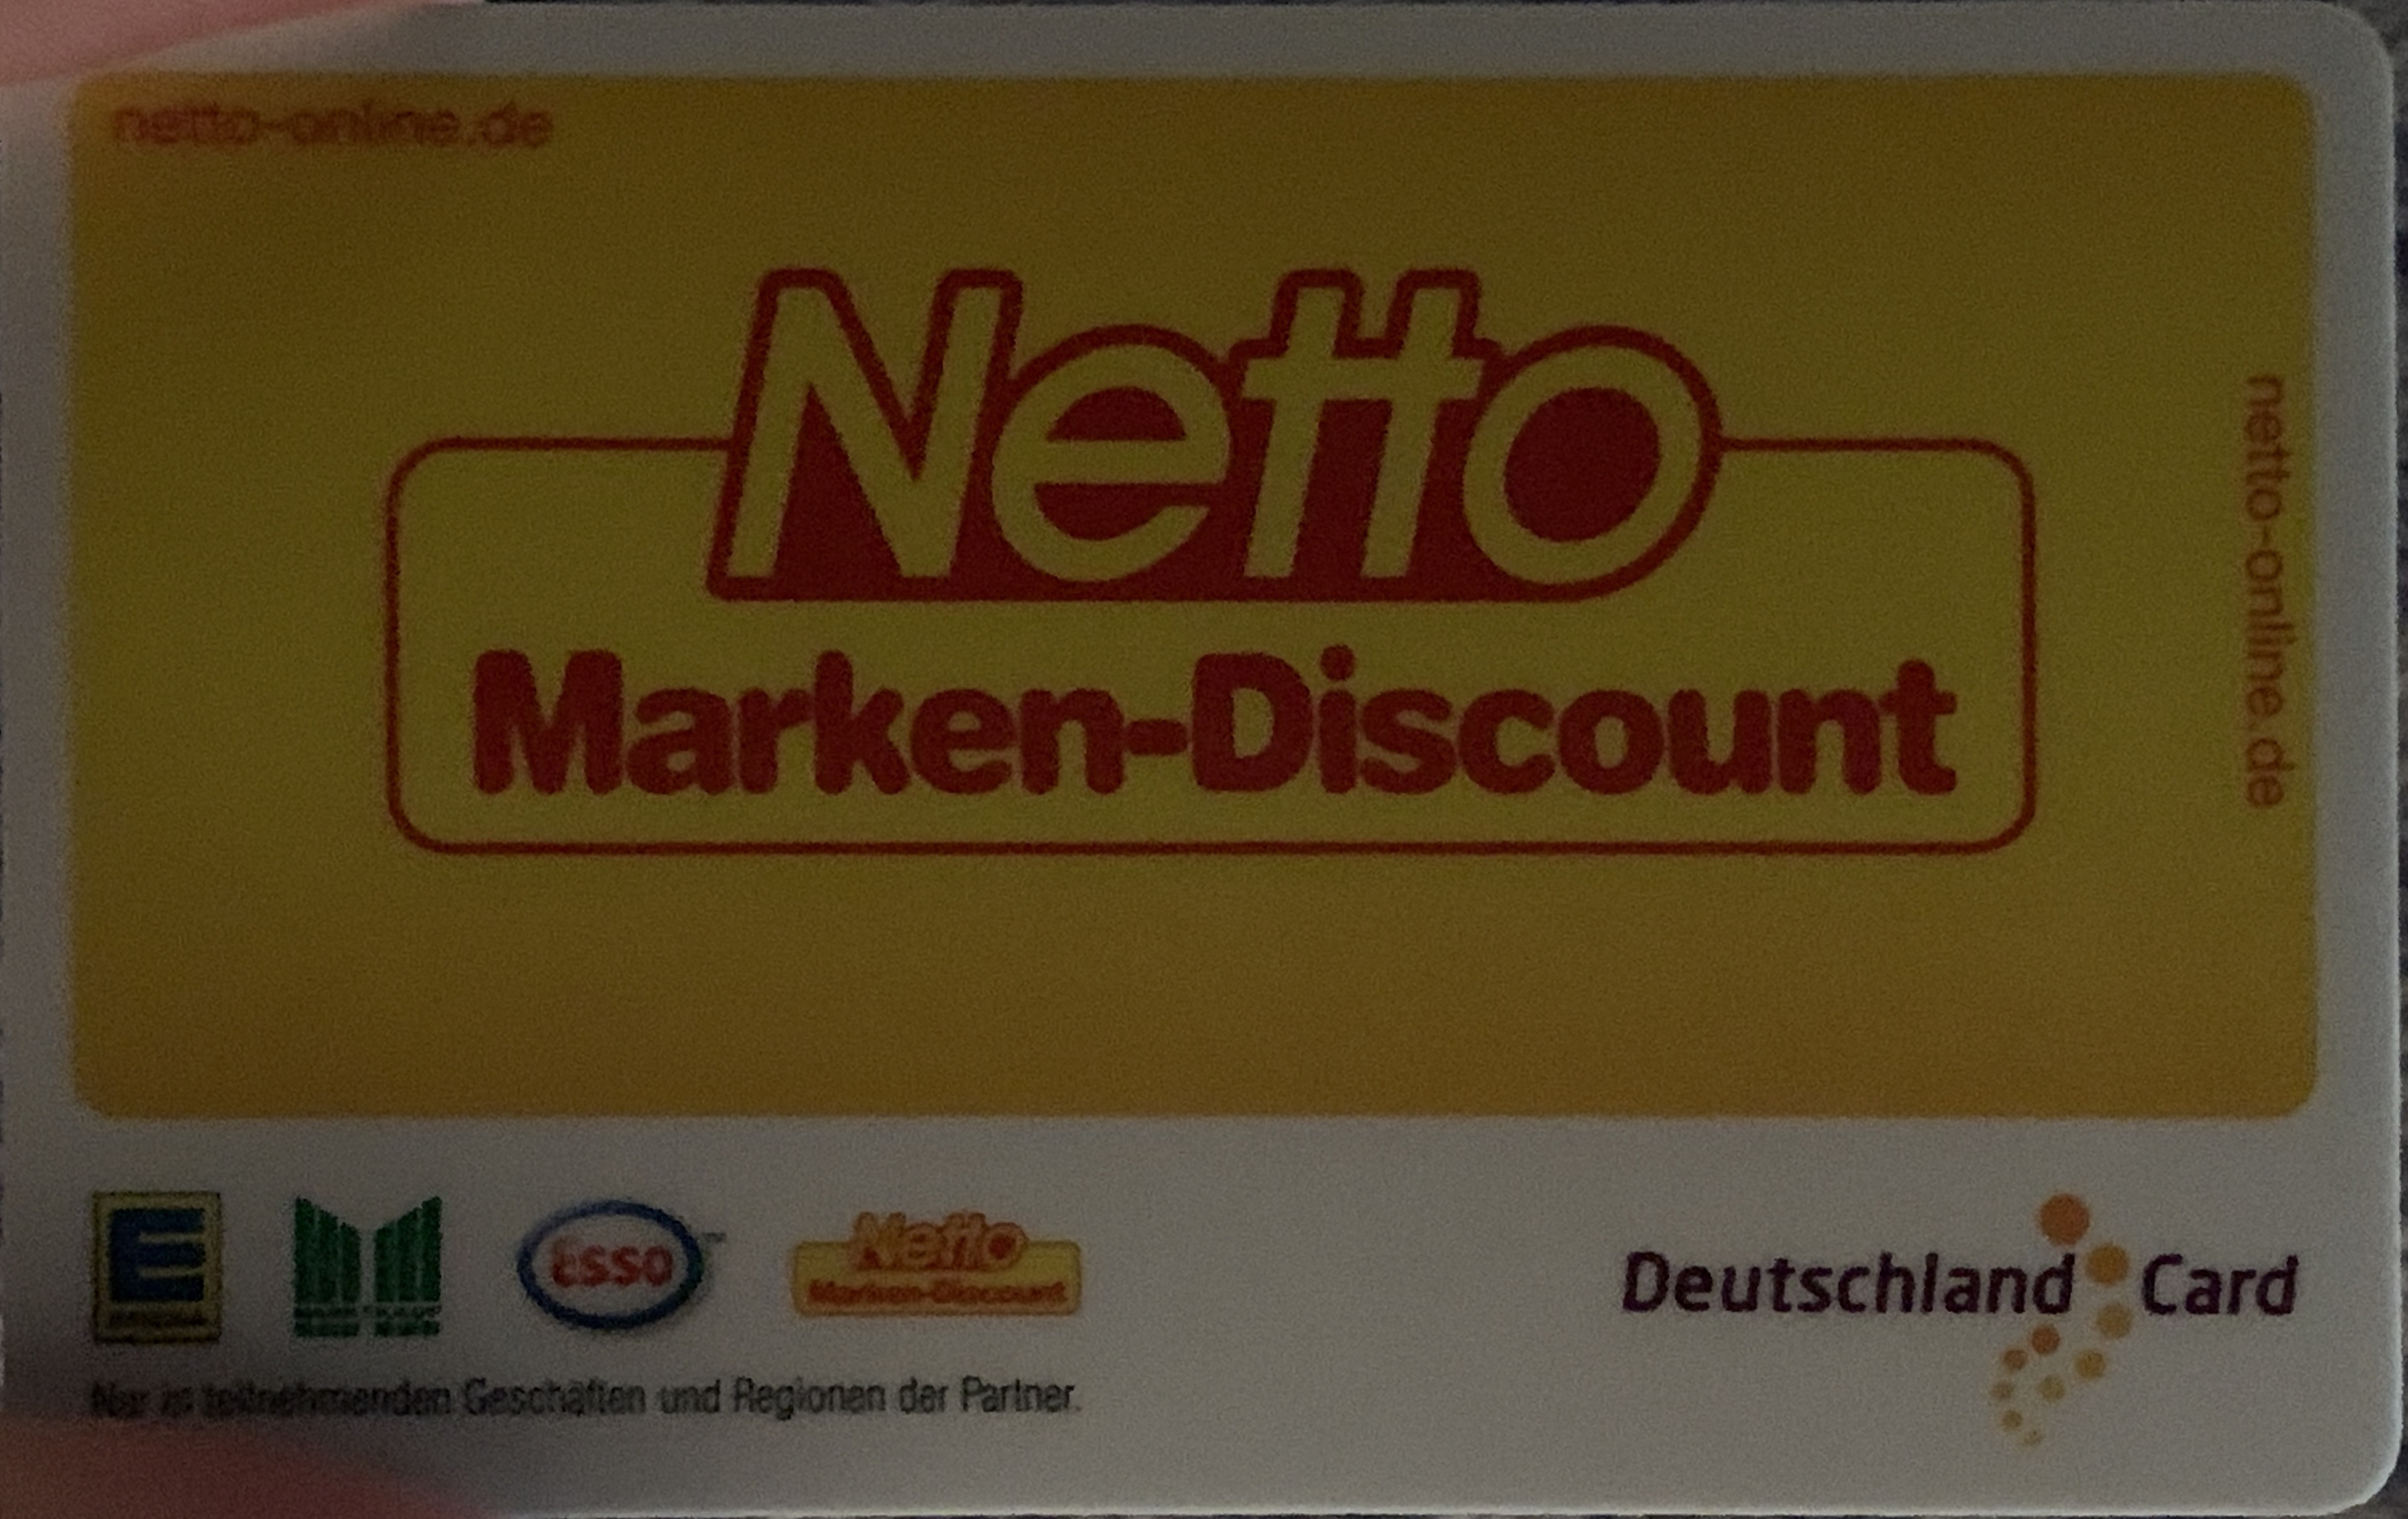 netto-online.de
Netto
Marken-Discount
netto-online.de
Esso
Netto
Marken-Discount
Deutschland Card
Nur in teilnehmenden Geschäften und Regionen der Partner.